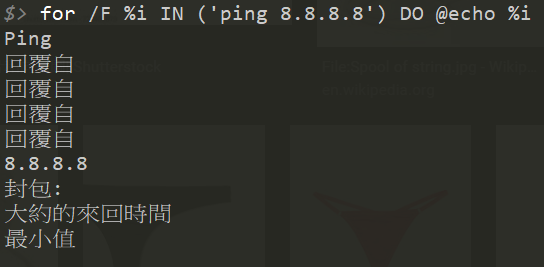 $> for /F %i IN ('ping 8.8.8.8') DO @echo %i
Ping
回覆自
回覆自
回覆自
回覆自
8.8.8.8
封包:
大約的來回時間
最小值